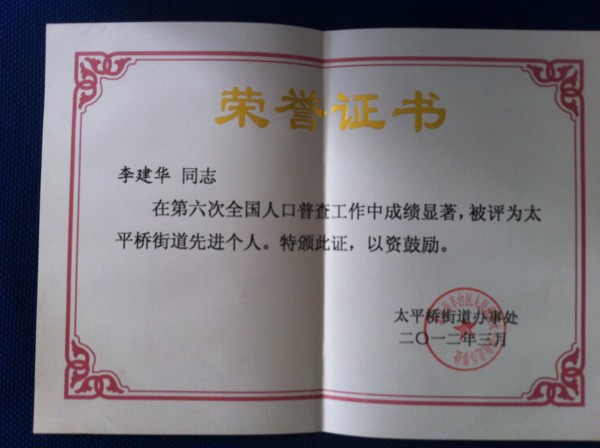 荣誉证书
李建华 同志
在第六次全国人口普查工作中成绩显著，被评为太
平桥街道先进个人。特颁此证，以资鼓励。
太平桥街道办事处
二〇一二年三月